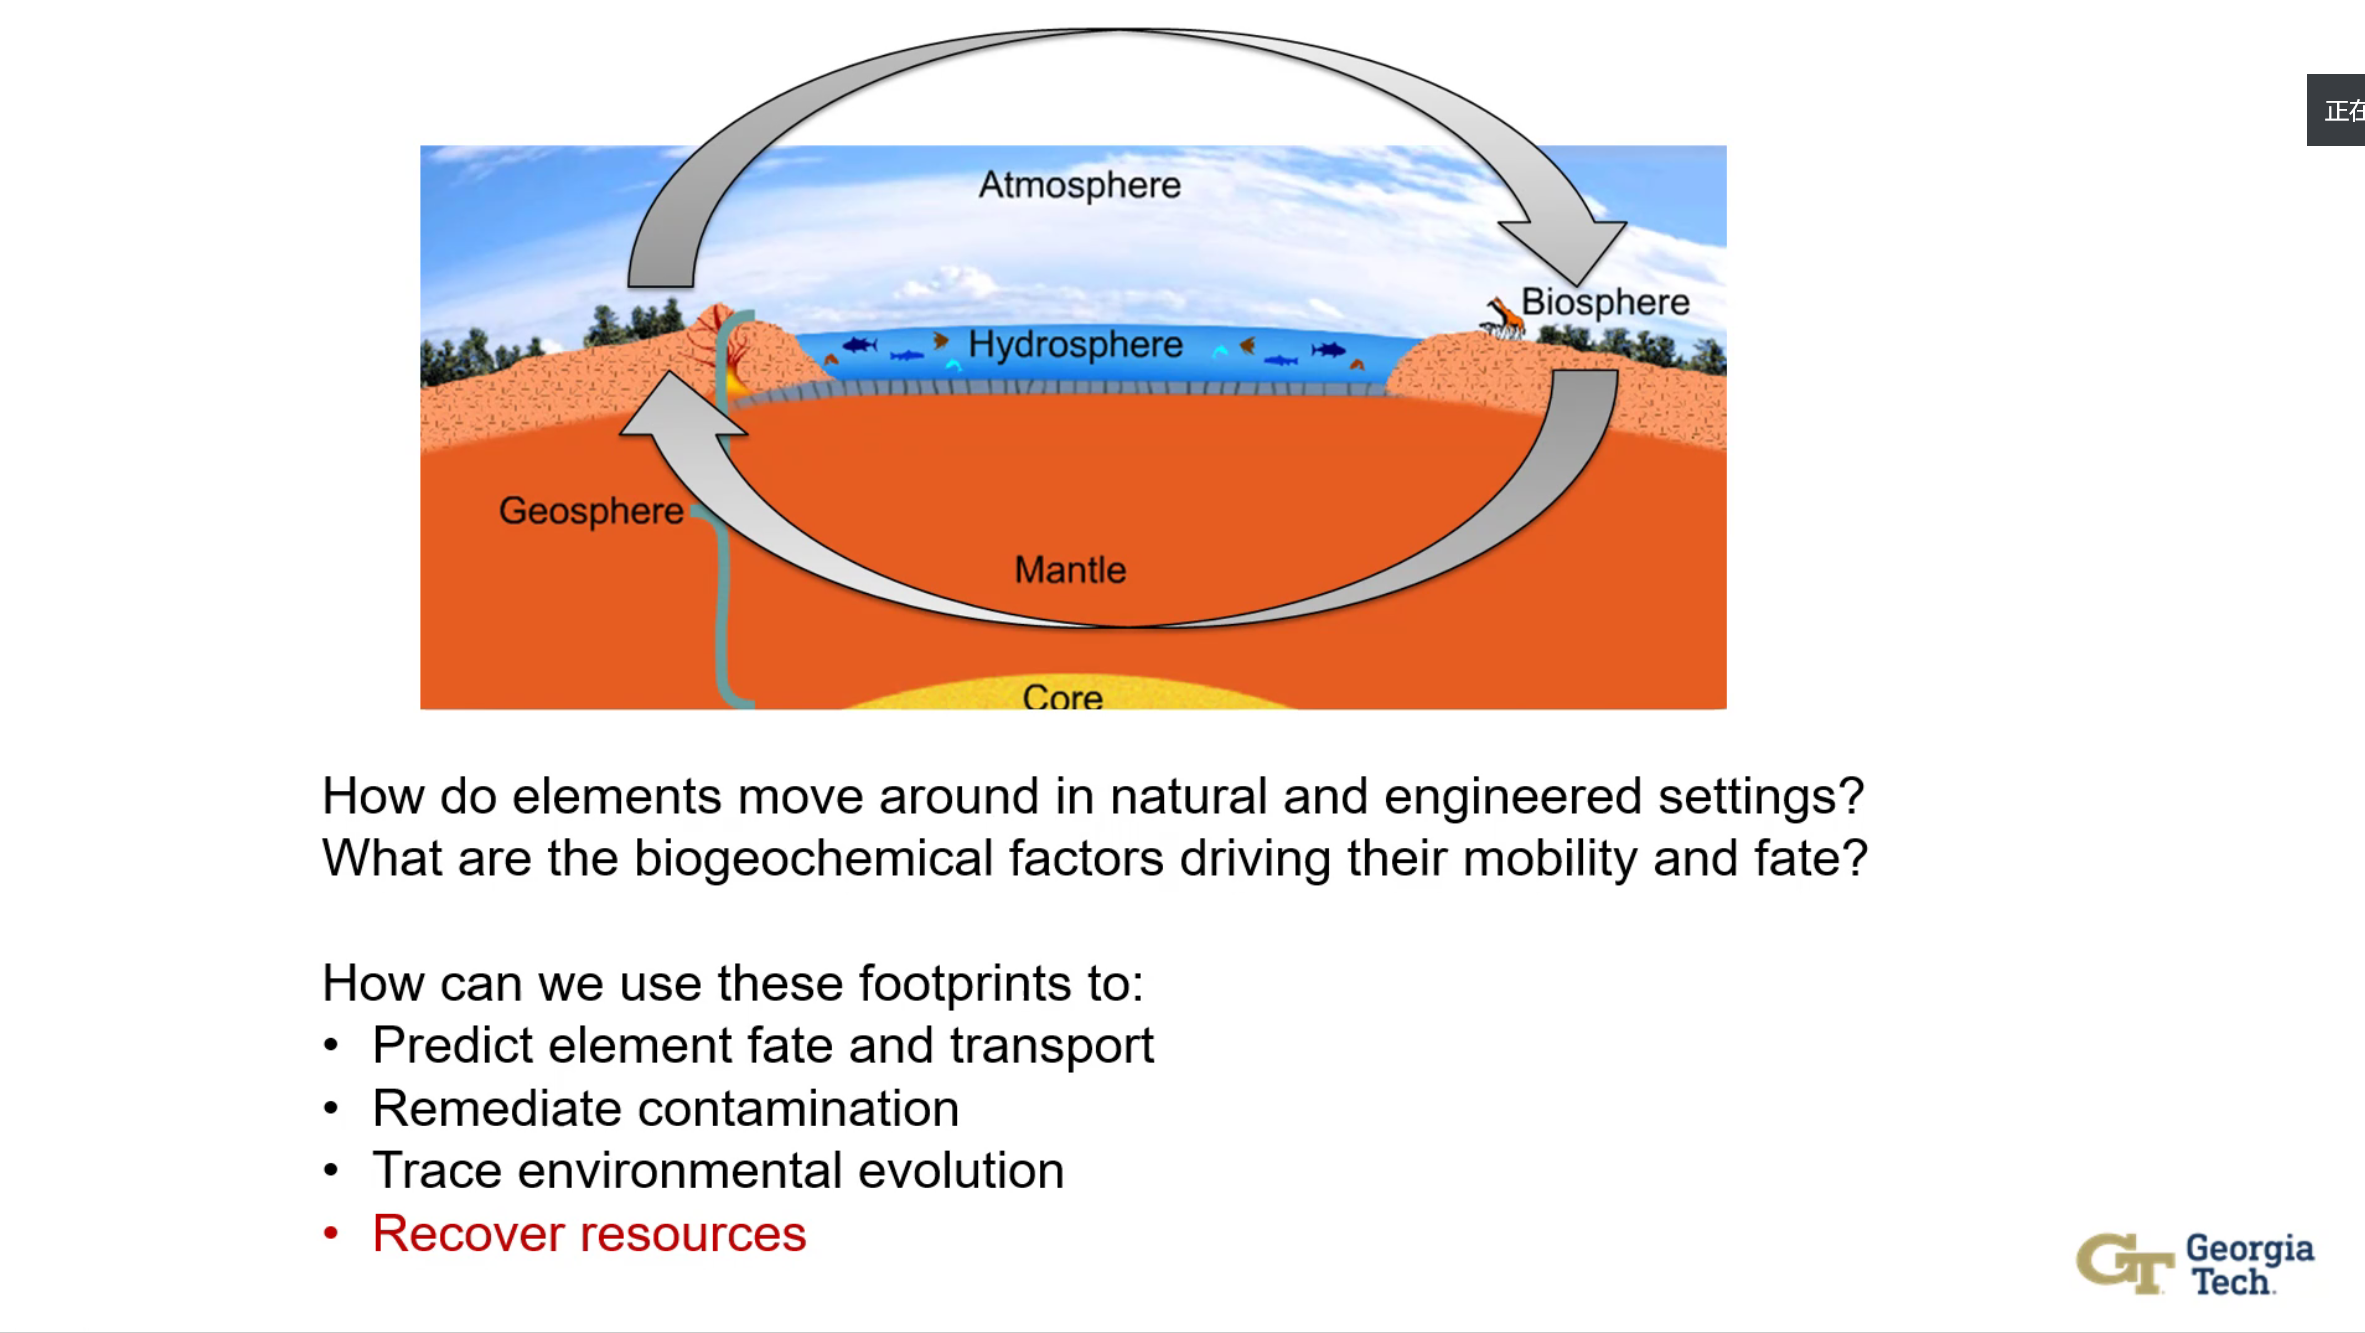 正在
Atmosphere
Biosphere
Hydrosphere
Geosphere
Mantle
Core
How do elements move around in natural and engineered settings?
What are the biogeochemical factors driving their mobility and fate?
How can we use these footprints to:
• Predict element fate and transport
• Remediate contamination
• Trace environmental evolution
• Recover resources
GT Georgia
Tech.